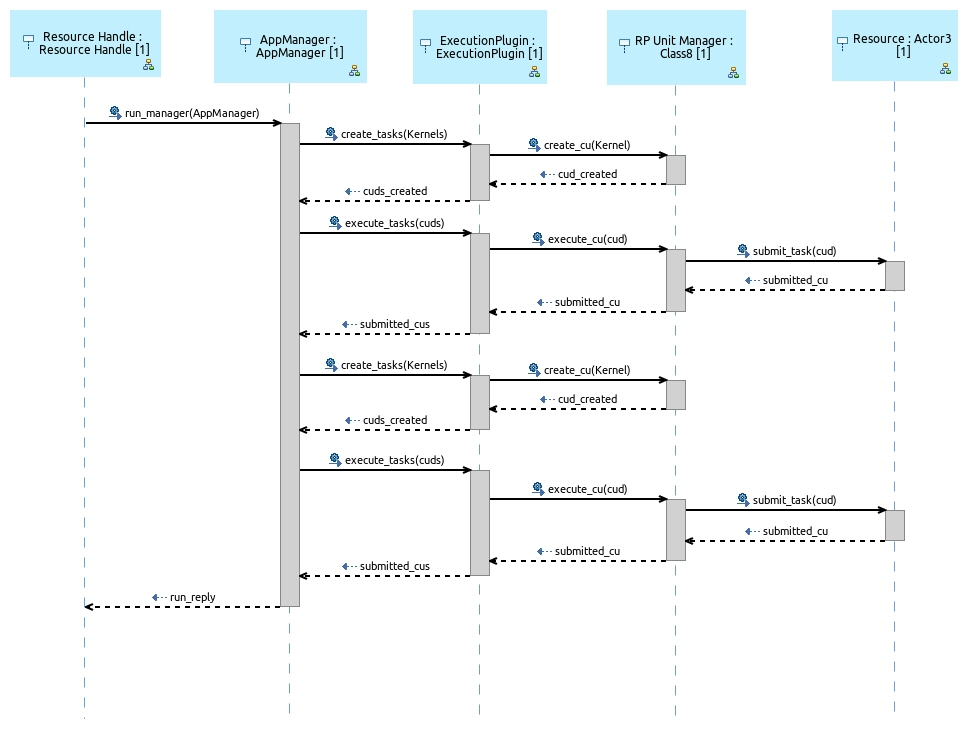 Resource Handle :
Resource Handle [1]
AppManager :
AppManager [1]
ExecutionPlugin :
ExecutionPlugin [1]
RP Unit Manager :
Class8 [1]
Resource : Actor3
[1]
run_manager(AppManager)
create_tasks(Kernels)
create_cu(Kernel)
cud_created
cuds_created
execute_tasks(cuds)
execute_cu(cud)
submit_task(cud)
submitted_cu
submitted_cu
submitted_cus
create_tasks(Kernels)
create_cu(Kernel)
cud_created
cuds_created
execute_tasks(cuds)
execute_cu(cud)
submit_task(cud)
submitted_cu
submitted_cu
submitted_cus
run_reply